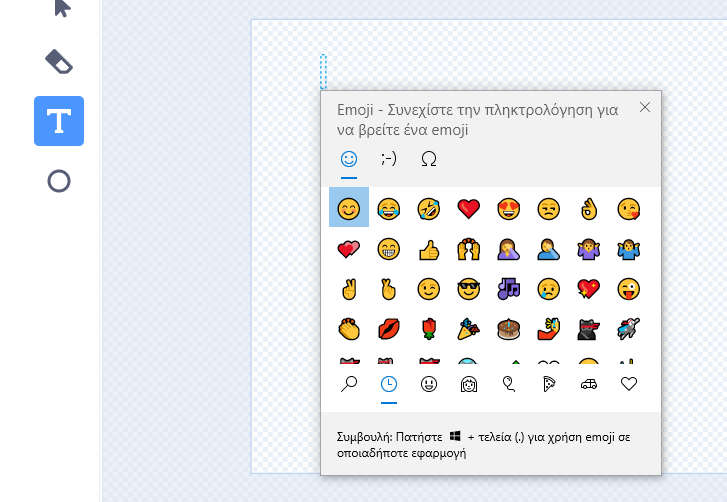 T
Emoji - Συνεχίστε την πληκτρολόγηση για
να βρείτε ένα emoji
;-) Ω
Συμβουλή: Πατήστε + τελεία (.) για χρήση emoji σε
οποιαδήποτε εφαρμογή